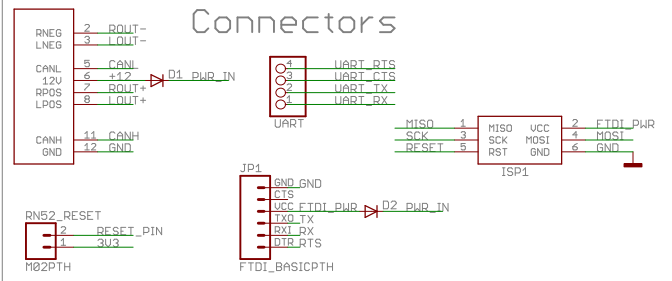 Connectors
RNEG 2 ROUT-
LNEG 3 LOUT-
CANL 5 CANL
12V 6 +12 D1 PWR_IN
RPOS 7 ROUT+
LPOS 8 LOUT+
CANH 11 CANH
GND 12 GND
4 UART_RTS
3 UART_CTS
2 UART_TX
1 UART_RX
UART
MISO 1 MISO VCC 2 FTDI_PWR
SCK 3 SCK MOSI 4 MOSI
RESET 5 RST GND 6 GND
ISP1
JP1
GND GND
CTS
VCC FTDI_PWR D2 PWR_IN
TXO TX
RXI RX
DTR RTS
FTDI_BASICPTH
RN52_RESET
2 RESET_PIN
1 3V3
M02PTH